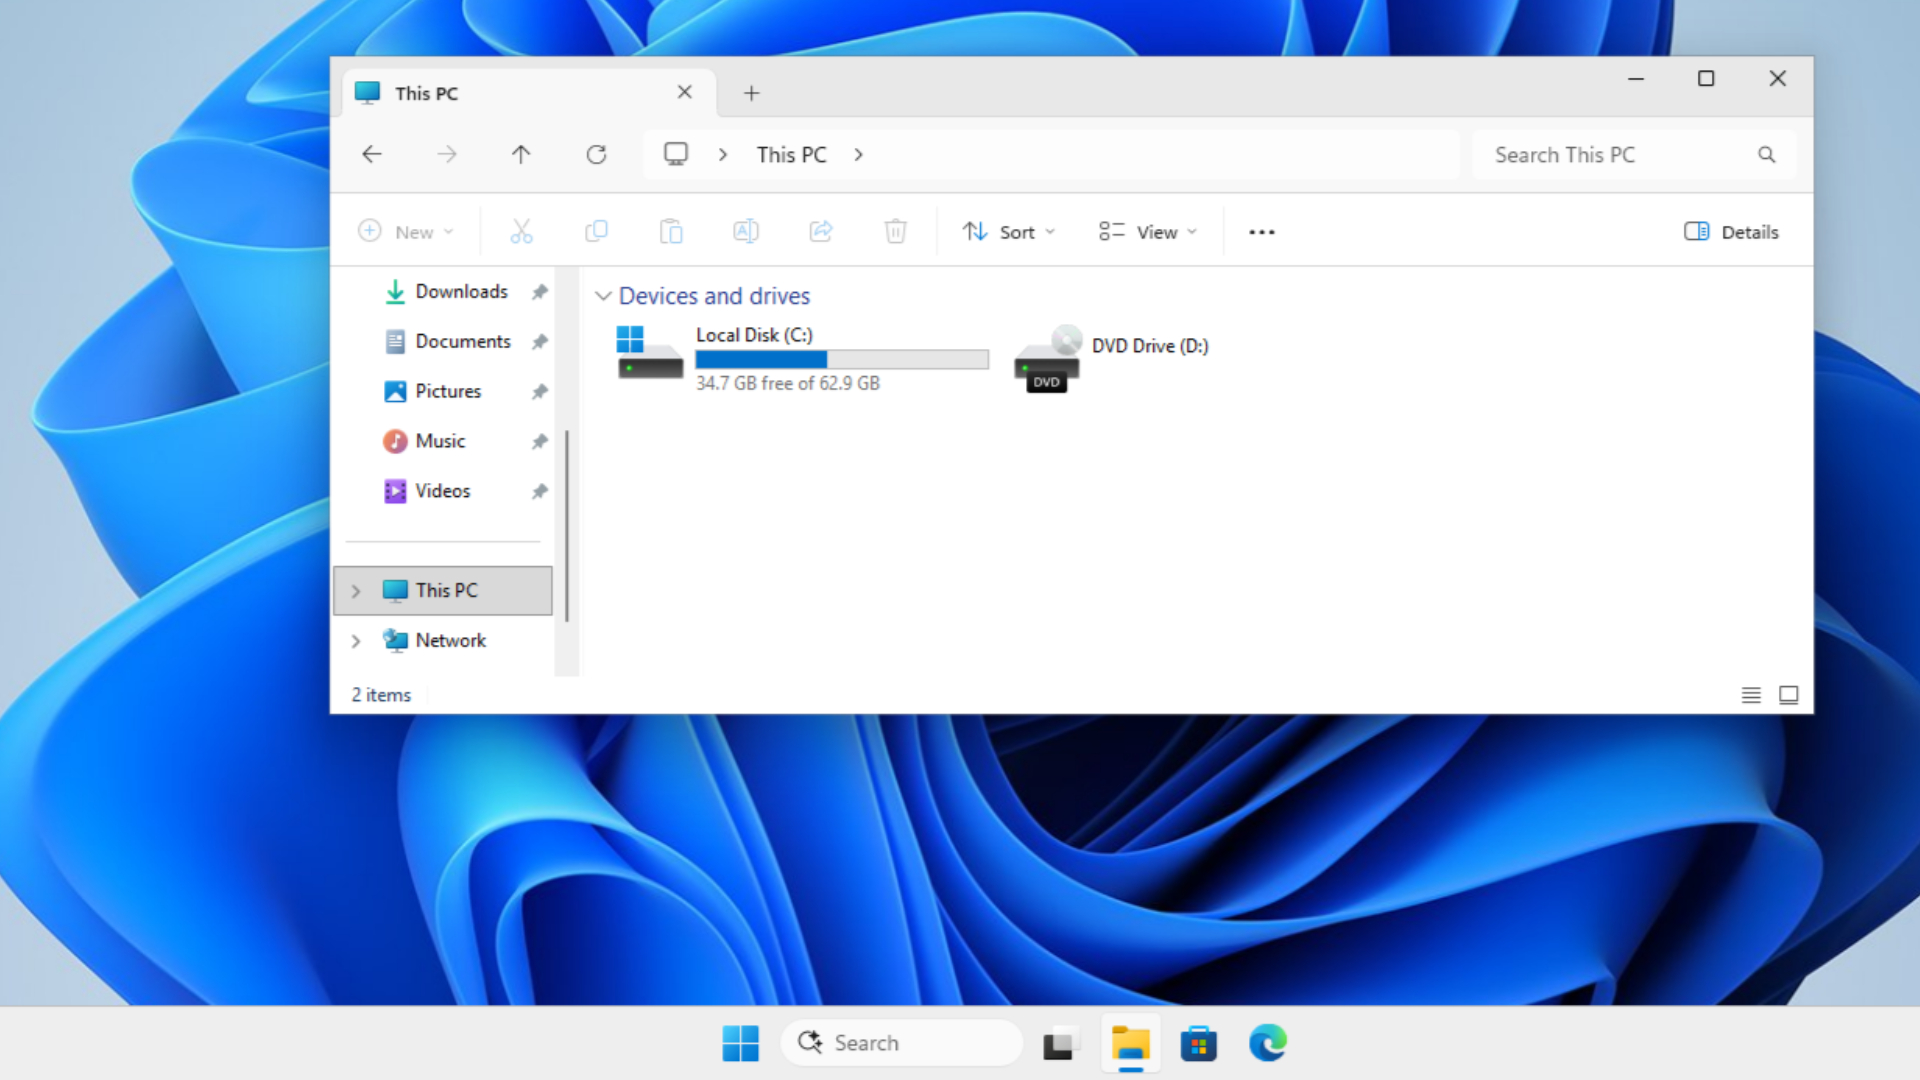 This PC
This PC
Search This PC
New
Sort
View
Details
Downloads
Documents
Pictures
Music
Videos
This PC
Network
Devices and drives
Local Disk (C:)
34.7 GB free of 62.9 GB
DVD Drive (D:)
DVD
2 items
Search